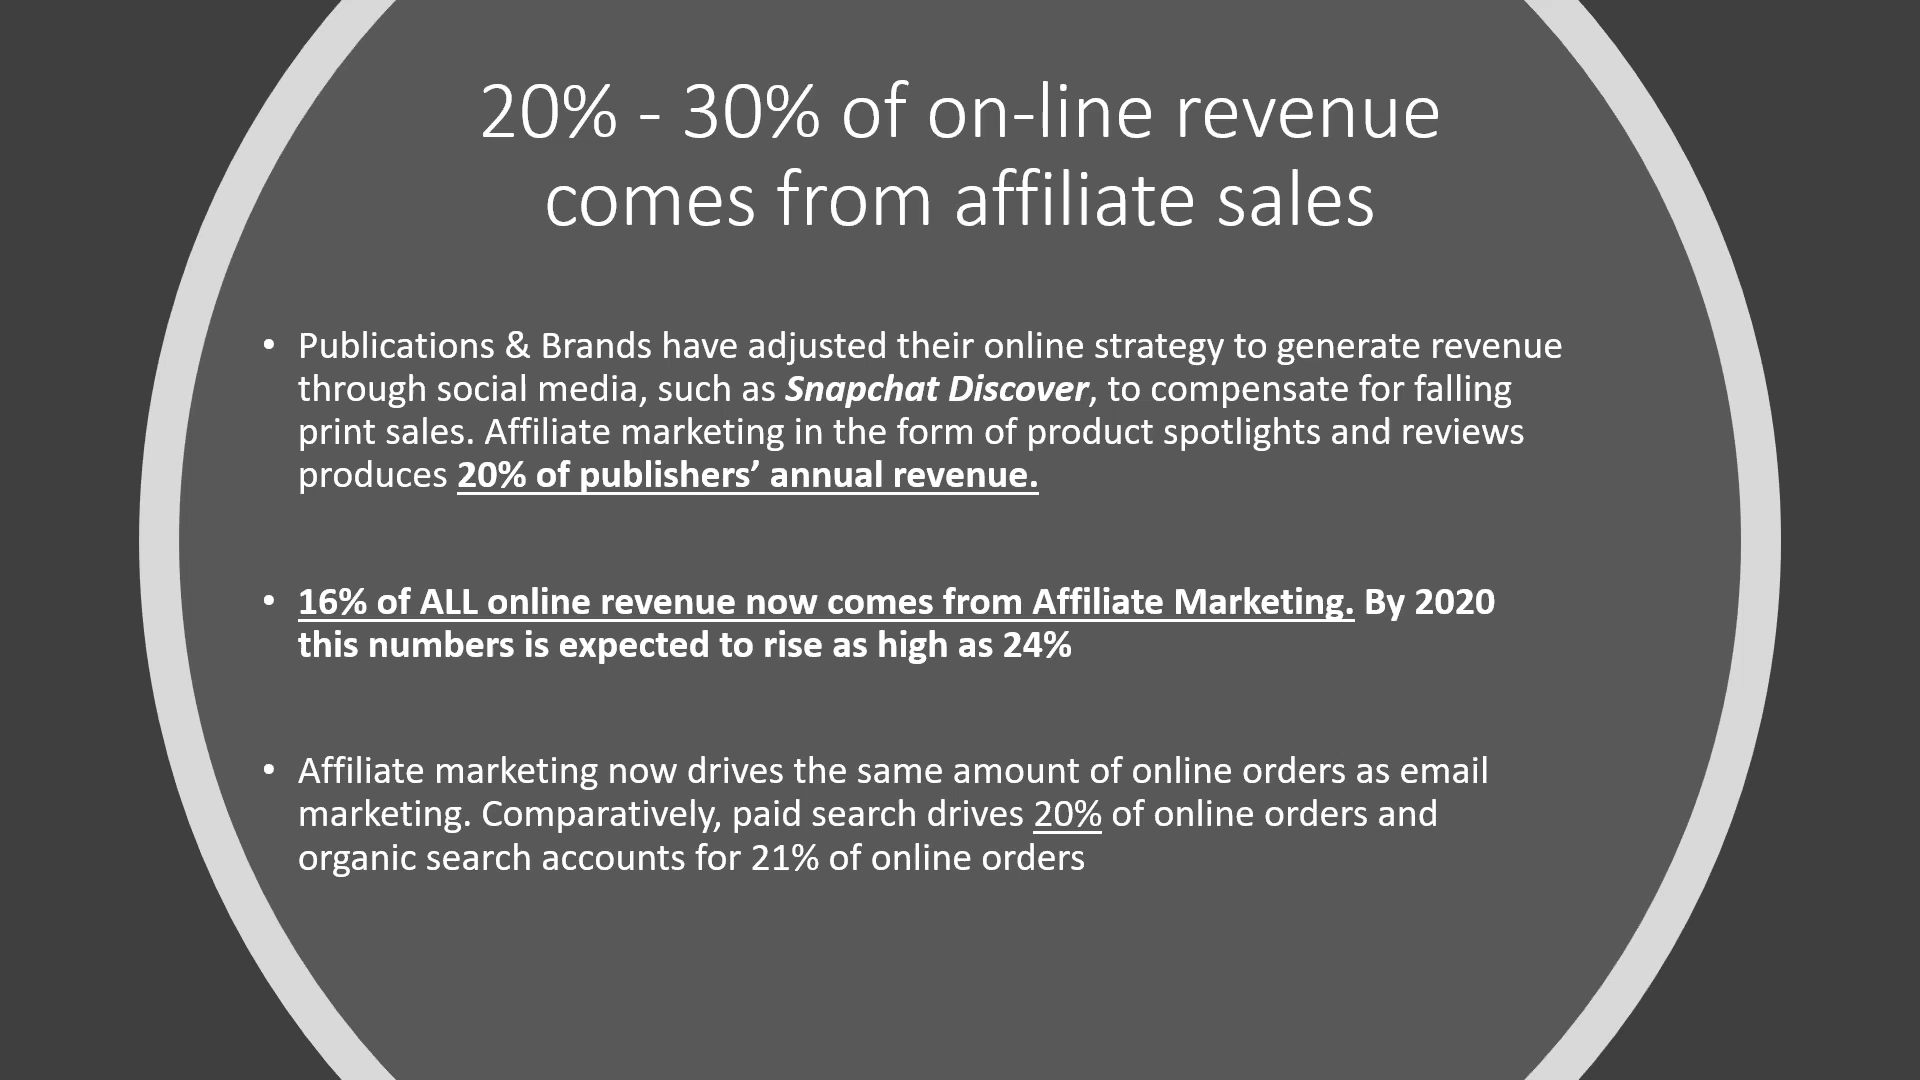 20% - 30% of on-line revenue
comes from affiliate sales
• Publications & Brands have adjusted their online strategy to generate revenue
through social media, such as Snapchat Discover, to compensate for falling
print sales. Affiliate marketing in the form of product spotlights and reviews
produces 20% of publishers’ annual revenue.
• 16% of ALL online revenue now comes from Affiliate Marketing. By 2020
this numbers is expected to rise as high as 24%
• Affiliate marketing now drives the same amount of online orders as email
marketing. Comparatively, paid search drives 20% of online orders and
organic search accounts for 21% of online orders